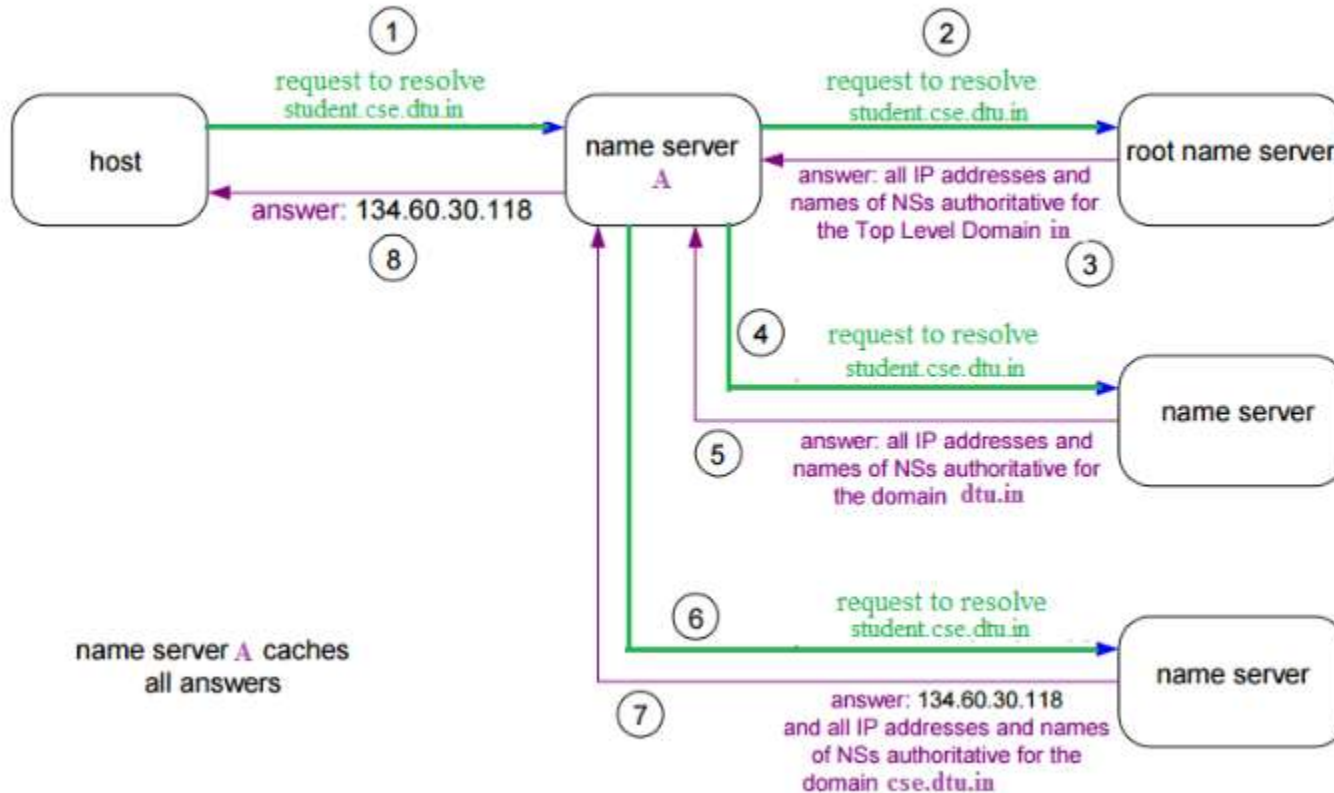 1
request to resolve
student.cse.dtu.in
2
request to resolve
student.cse.dtu.in
host
name server
A
root name server
answer: 134.60.30.118
8
answer: all IP addresses and
names of NSs authoritative for
the Top Level Domain in
3
4
request to resolve
student.cse.dtu.in
name server
5
answer: all IP addresses and
names of NSs authoritative for
the domain dtu.in
6
request to resolve
student.cse.dtu.in
name server
name server A caches
all answers
7
answer: 134.60.30.118
and all IP addresses and names
of NSs authoritative for the
domain cse.dtu.in